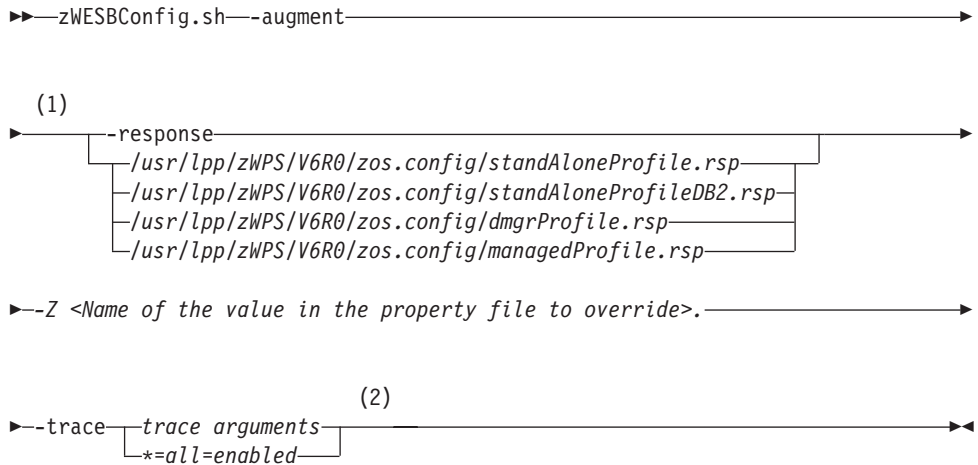 zWESBConfig.sh -augment
(1)
-response
/usr/lpp/zWPS/V6R0/zos.config/standAloneProfile.rsp
/usr/lpp/zWPS/V6R0/zos.config/standAloneProfileDB2.rsp
/usr/lpp/zWPS/V6R0/zos.config/dmgrProfile.rsp
/usr/lpp/zWPS/V6R0/zos.config/managedProfile.rsp
-Z <Name of the value in the property file to override>.
(2)
-trace trace arguments
*=all=enabled